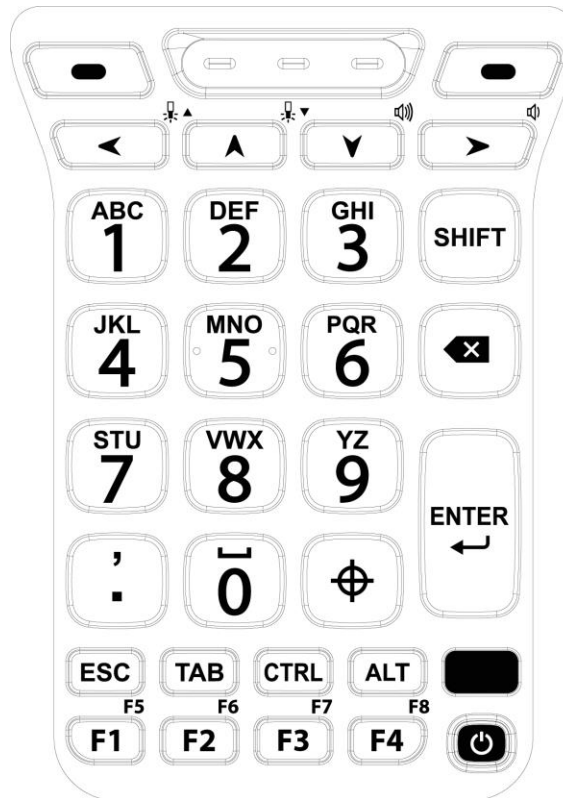 ABC DEF GHI
1 2 3 SHIFT
JKL MNO PQR
4 5 6
STU VWX YZ
7 8 9
ENTER
, 
. 0
ESC TAB CTRL ALT
F5 F6 F7 F8
F1 F2 F3 F4